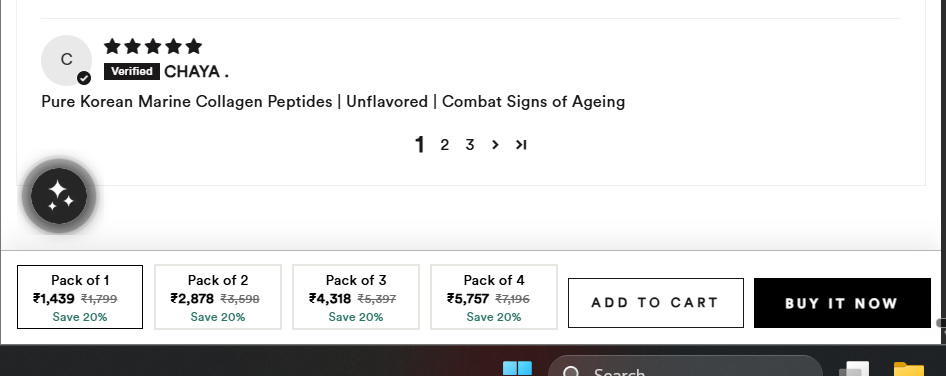 C
Verified CHAYA .
Pure Korean Marine Collagen Peptides | Unflavored | Combat Signs of Ageing
1 2 3
Pack of 1
₹1,439 ₹1,799
Save 20%
Pack of 2
₹2,878 ₹3,598
Save 20%
Pack of 3
₹4,318 ₹5,397
Save 20%
Pack of 4
₹5,757 ₹7,196
Save 20%
ADD TO CART
BUY IT NOW
Search